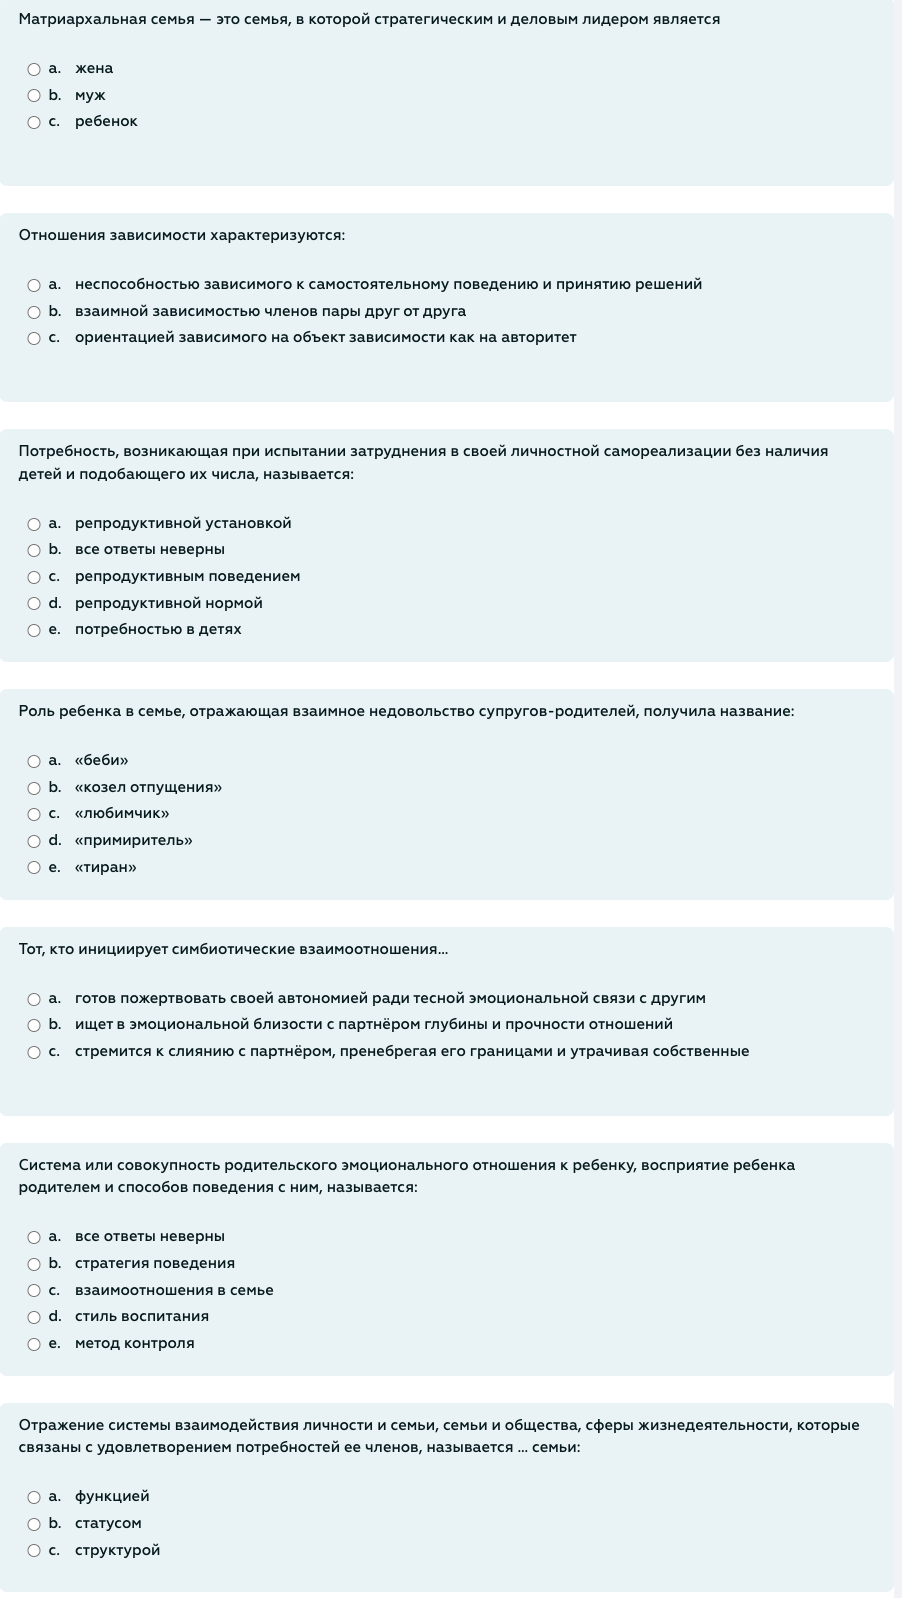 Матриархальная семья — это семья, в которой стратегическим и деловым лидером является
a. жена
b. муж
c. ребенок
Отношения зависимости характеризуются:
a. неспособностью зависимого к самостоятельному поведению и принятию решений
b. взаимной зависимостью членов пары друг от друга
c. ориентацией зависимого на объект зависимости как на авторитет
Потребность, возникающая при испытании затруднения в своей личностной самореализации без наличия
детей и подобающего их числа, называется:
a. репродуктивной установкой
b. все ответы неверны
c. репродуктивным поведением
d. репродуктивной нормой
e. потребностью в детях
Роль ребенка в семье, отражающая взаимное недовольство супругов-родителей, получила название:
a. «беби»
b. «козел отпущения»
c. «любимчик»
d. «примиритель»
e. «тиран»
Тот, кто инициирует симбиотические взаимоотношения...
a. готов пожертвовать своей автономией ради тесной эмоциональной связи с другим
b. ищет в эмоциональной близости с партнёром глубины и прочности отношений
c. стремится к слиянию с партнёром, пренебрегая его границами и утрачивая собственные
Система или совокупность родительского эмоционального отношения к ребенку, восприятие ребенка
родителем и способов поведения с ним, называется:
a. все ответы неверны
b. стратегия поведения
c. взаимоотношения в семье
d. стиль воспитания
e. метод контроля
Отражение системы взаимодействия личности и семьи, семьи и общества, сферы жизнедеятельности, которые
связаны с удовлетворением потребностей ее членов, называется ... семьи:
a. функцией
b. статусом
c. структурой